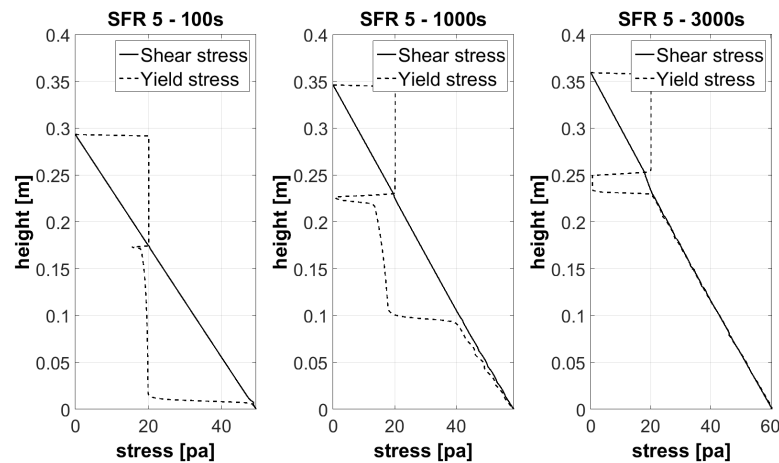 SFR 5 - 100s
0.4
0.35
0.3
0.25
0.2
0.15
0.1
0.05
0
height [m]
Shear stress
Yield stress
0 20 40
stress [pa]
SFR 5 - 1000s
0.4
0.35
0.3
0.25
0.2
0.15
0.1
0.05
0
height [m]
Shear stress
Yield stress
0 20 40
stress [pa]
SFR 5 - 3000s
0.4
0.35
0.3
0.25
0.2
0.15
0.1
0.05
0
height [m]
Shear stress
Yield stress
0 20 40 60
stress [pa]